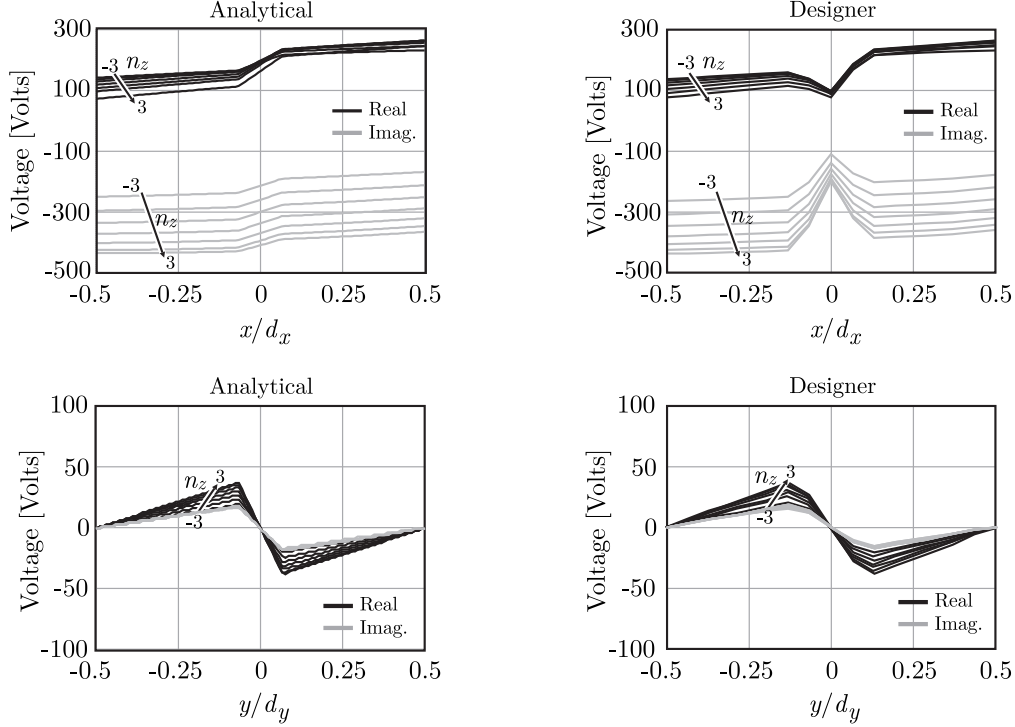 Analytical
Voltage [Volts]
300
100
-100
-300
-500
-3 n_z
3
Real
Imag.
-3
n_z
3
-0.5 -0.25 0 0.25 0.5
x/d_x
Designer
Voltage [Volts]
300
100
-100
-300
-500
-3 n_z
3
Real
Imag.
-3
n_z
3
-0.5 -0.25 0 0.25 0.5
x/d_x
Analytical
Voltage [Volts]
100
50
0
-50
-100
n_z 3
-3
Real
Imag.
-0.5 -0.25 0 0.25 0.5
y/d_y
Designer
Voltage [Volts]
100
50
0
-50
-100
n_z 3
-3
Real
Imag.
-0.5 -0.25 0 0.25 0.5
y/d_y